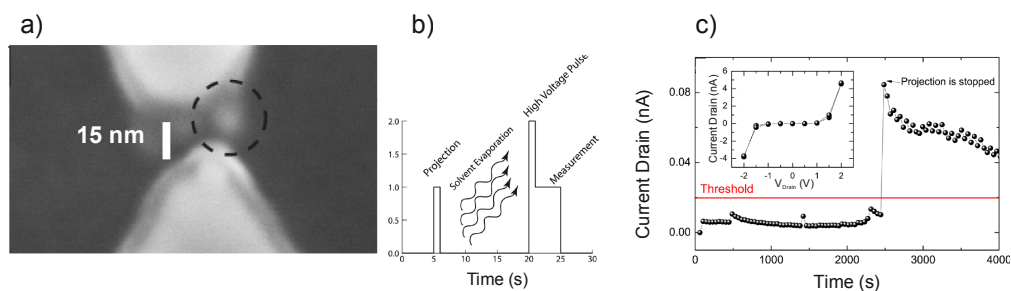 a)
15 nm
b)
Projection
Solvent Evaporation
High Voltage Pulse
Measurement
2.0
1.5
1.0
0.5
0.0
0 5 10 15 20 25 30
Time (s)
c)
Current Drain (nA)
0.08
0.04
0.00
Projection is stopped
Threshold
Current Drain (nA)
6
4
2
0
-2
-4
-2 -1 0 1 2
V Drain (V)
0 1000 2000 3000 4000
Time (s)